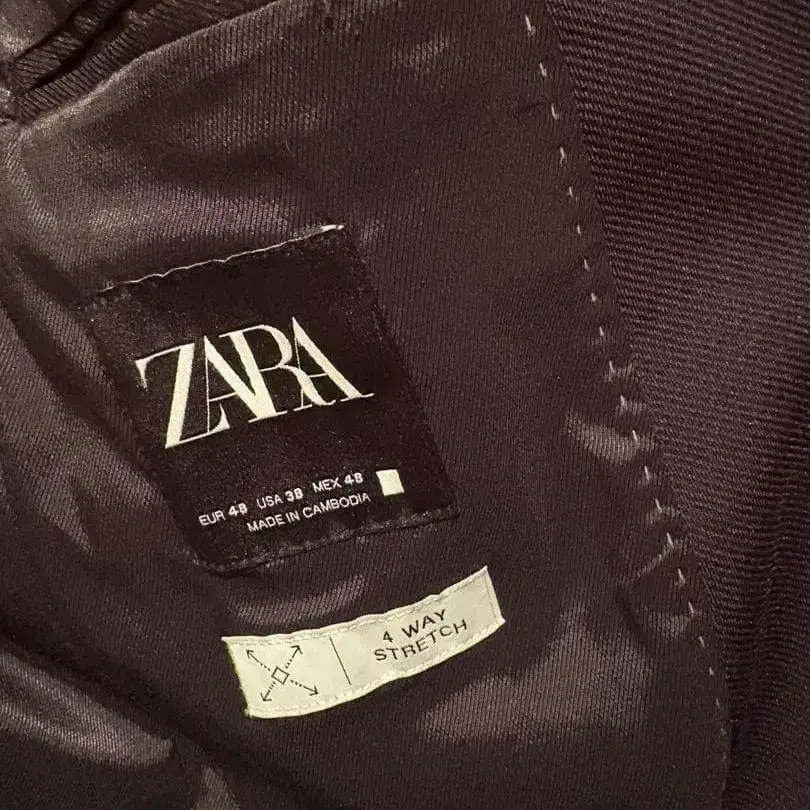 ZARA
EUR 48 USA 38 MEX 48
MADE IN CAMBODIA
4 WAY
STRETCH